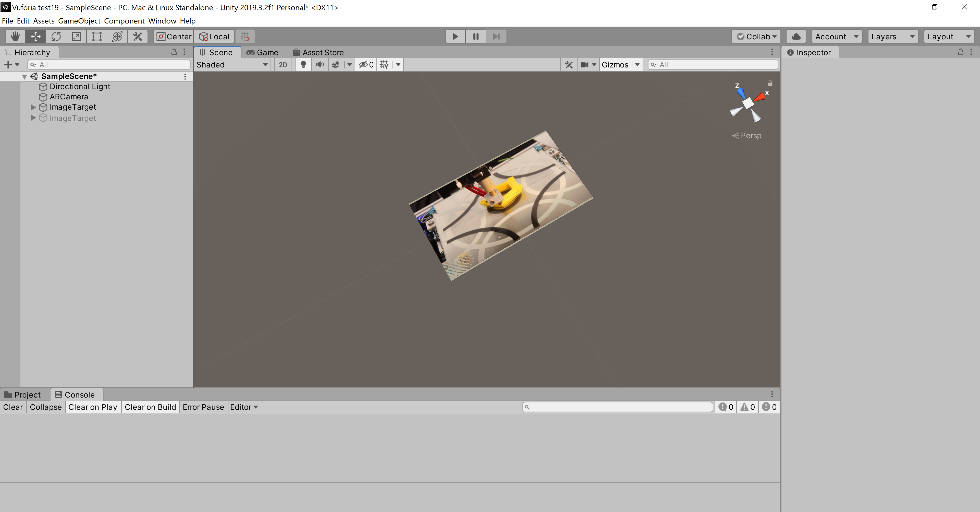 Vuforia test19 - SampleScene - PC, Mac & Linux Standalone - Unity 2019.3.2f1 Personal* <DX11>
File Edit Assets GameObject Component Window Help
Center Local Collab Account Layers Layout
Hierarchy Scene Game Asset Store Inspector
All Shaded 2D 0 Gizmos All
SampleScene*
Directional Light
ARCamera
ImageTarget
ImageTarget
z
x
Persp
Project Console
Clear Collapse Clear on Play Clear on Build Error Pause Editor 0 0 0